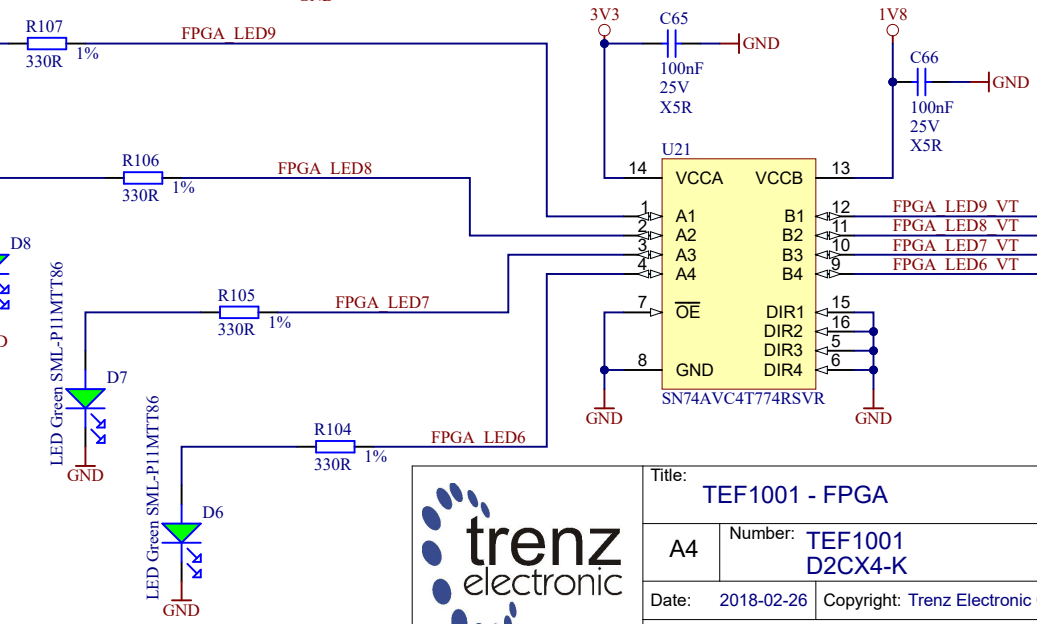 R107
FPGA_LED9
330R
1%
3V3
C65
GND
100nF
25V
X5R
1V8
C66
GND
100nF
25V
X5R
R106
FPGA_LED8
330R
1%
U21
14
VCCA
VCCB
13
1
A1
B1
12
FPGA_LED9_VT
2
A2
B2
11
FPGA_LED8_VT
3
A3
B3
10
FPGA_LED7_VT
4
A4
B4
9
FPGA_LED6_VT
7
OE
DIR1
15
DIR2
16
DIR3
5
8
GND
DIR4
6
SN74AVC4T774RSVR
GND
GND
D8
R105
FPGA_LED7
330R
1%
D7
LED Green SML-P11MTT86
GND
R104
FPGA_LED6
330R
1%
D6
LED Green SML-P11MTT86
GND
trenz
electronic
Title:
TEF1001 - FPGA
A4
Number:
TEF1001
D2CX4-K
Date:
2018-02-26
Copyright: Trenz Electronic